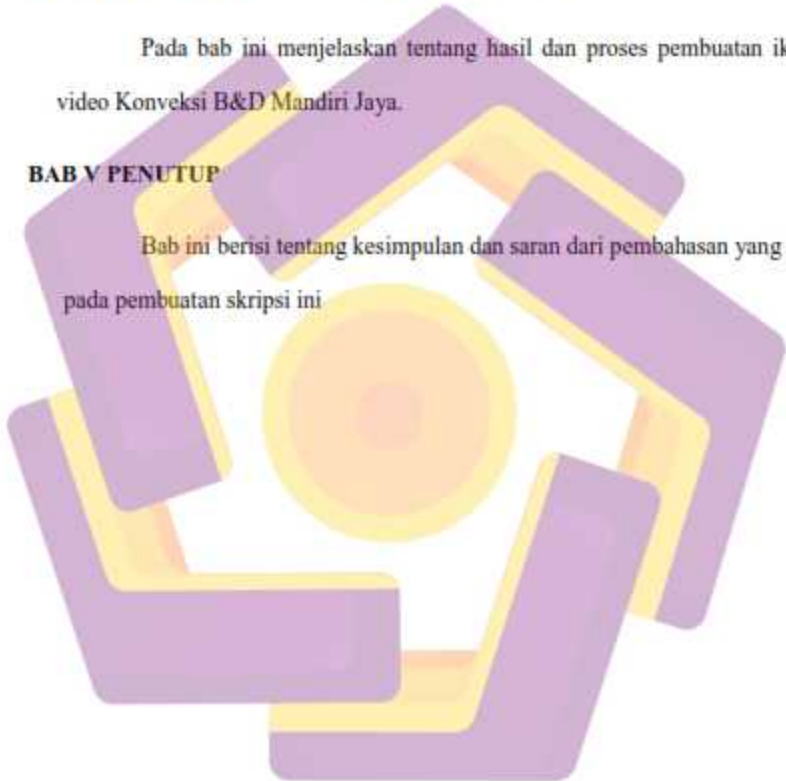 Pada bab ini menjelaskan tentang hasil dan proses pembuatan
video Konveksi B&D Mandiri Jaya.
BAB V PENUTUP
Bab ini berisi tentang kesimpulan dan saran dari pembahasan yang
pada pembuatan skripsi ini